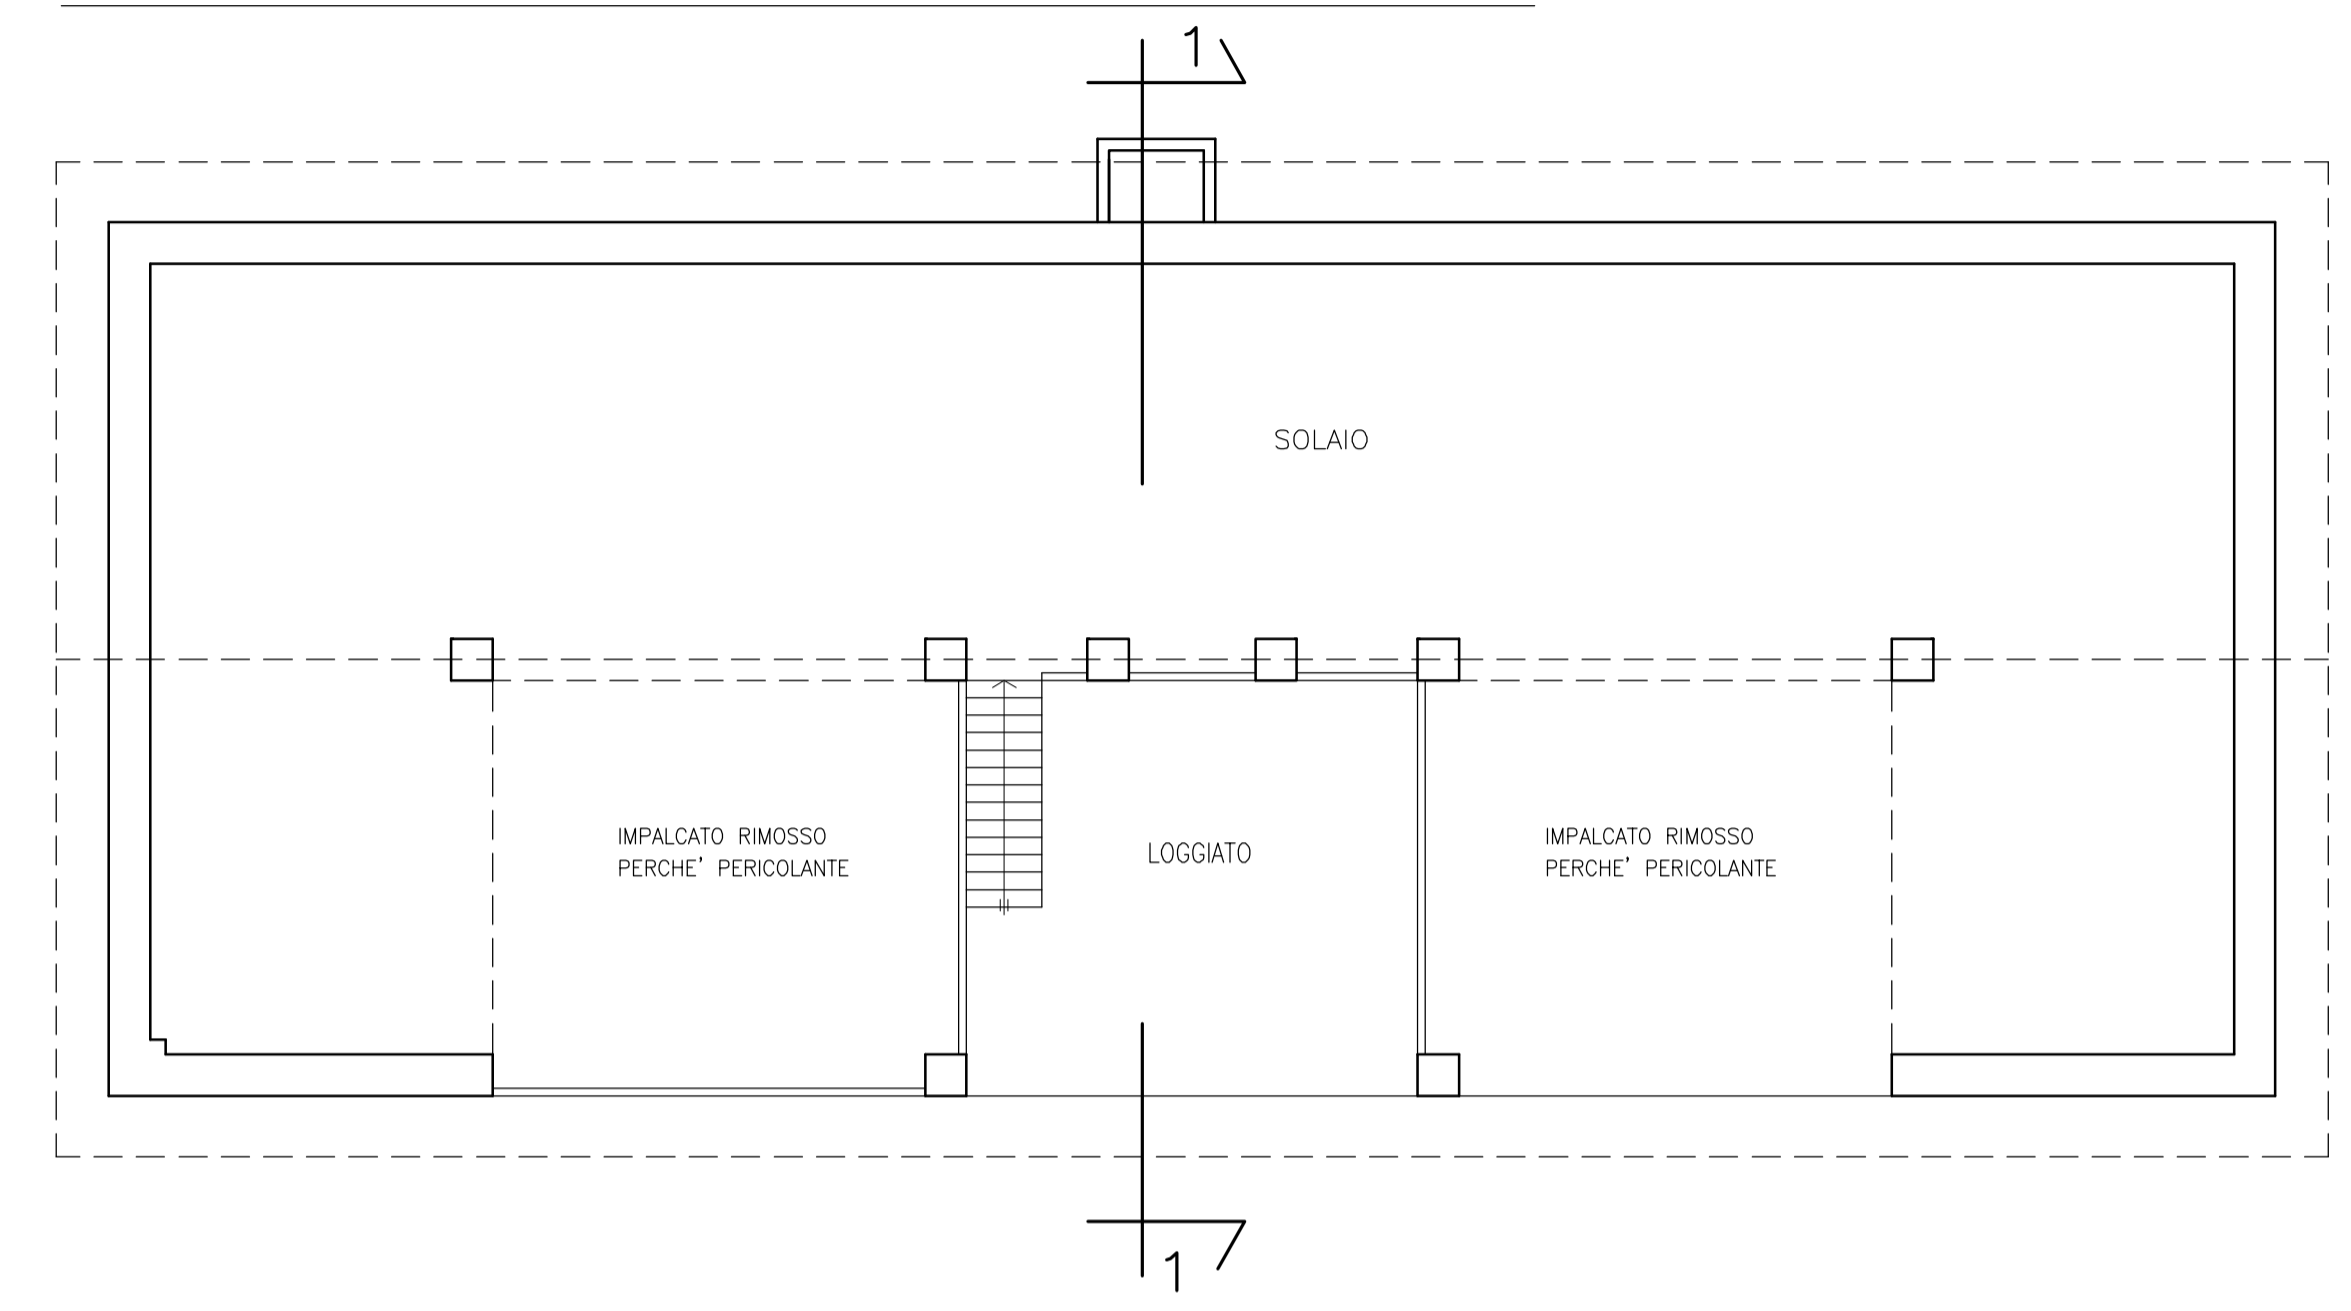 1
SOLAIO
IMPALCATO RIMOSSO
PERCHE' PERICOLANTE
LOGGIATO
IMPALCATO RIMOSSO
PERCHE' PERICOLANTE
1